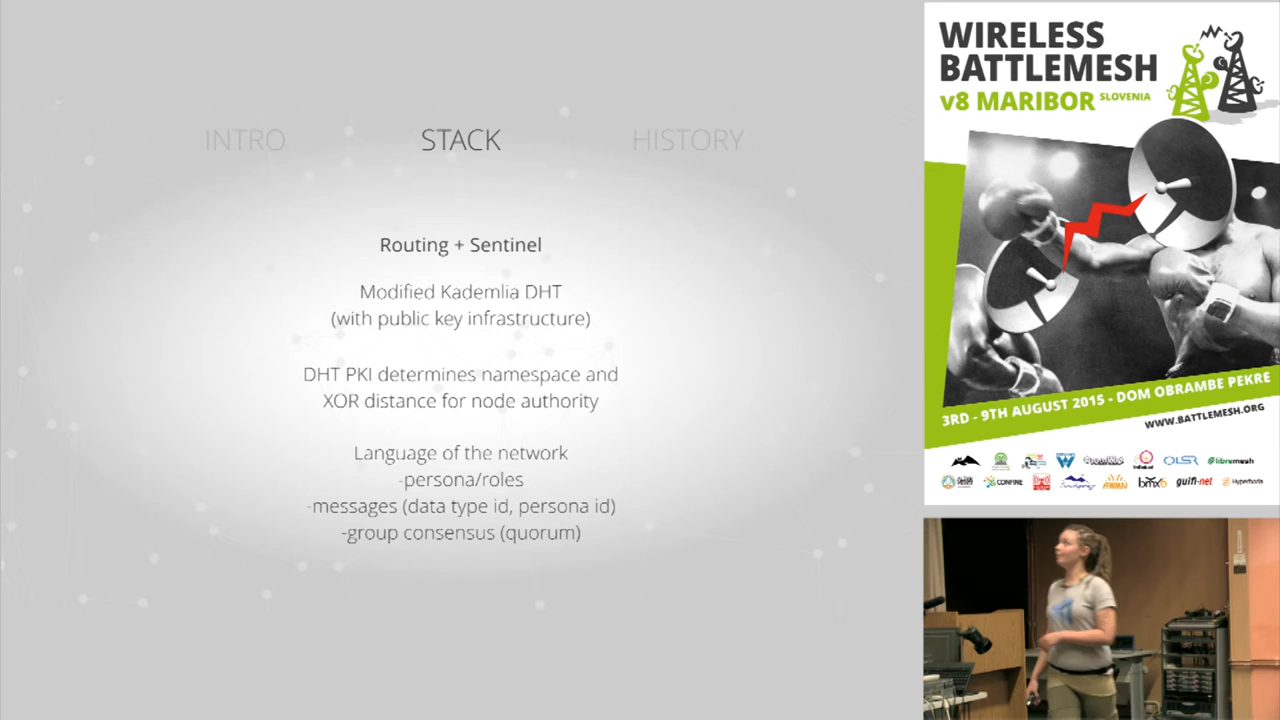 INTRO
STACK
HISTORY
Routing + Sentinel
Modified Kademlia DHT
(with public key infrastructure)
DHT PKI determines namespace and
XOR distance for node authority
Language of the network
-persona/roles
-messages (data type id, persona id)
-group consensus (quorum)
WIRELESS
BATTLEMESH
v8 MARIBOR SLOVENIA
3RD - 9TH AUGUST 2015 - DOM OBRAMBE PEKRE
WWW.BATTLEMESH.ORG
OLSR
libremesh
CONFINE
bmx6
guifi·net
Hyperboria